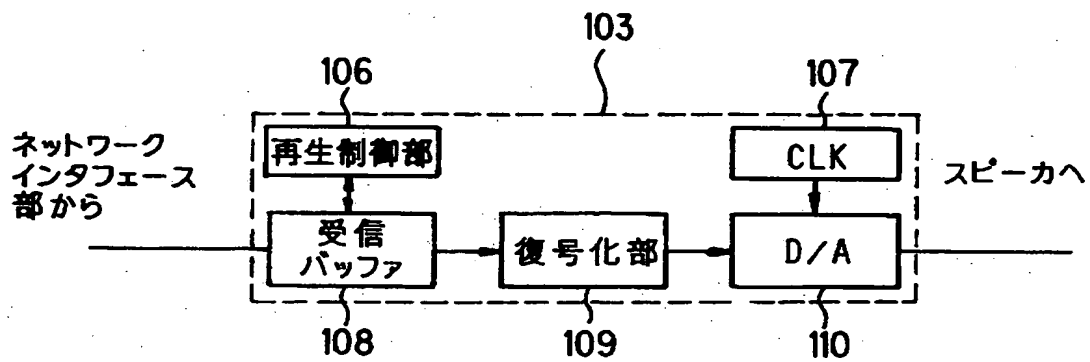 103
106
107
ネットワーク
インタフェース
部から
再生制御部
CLK
スピーカへ
受信
バッファ
復号化部
D/A
108
109
110